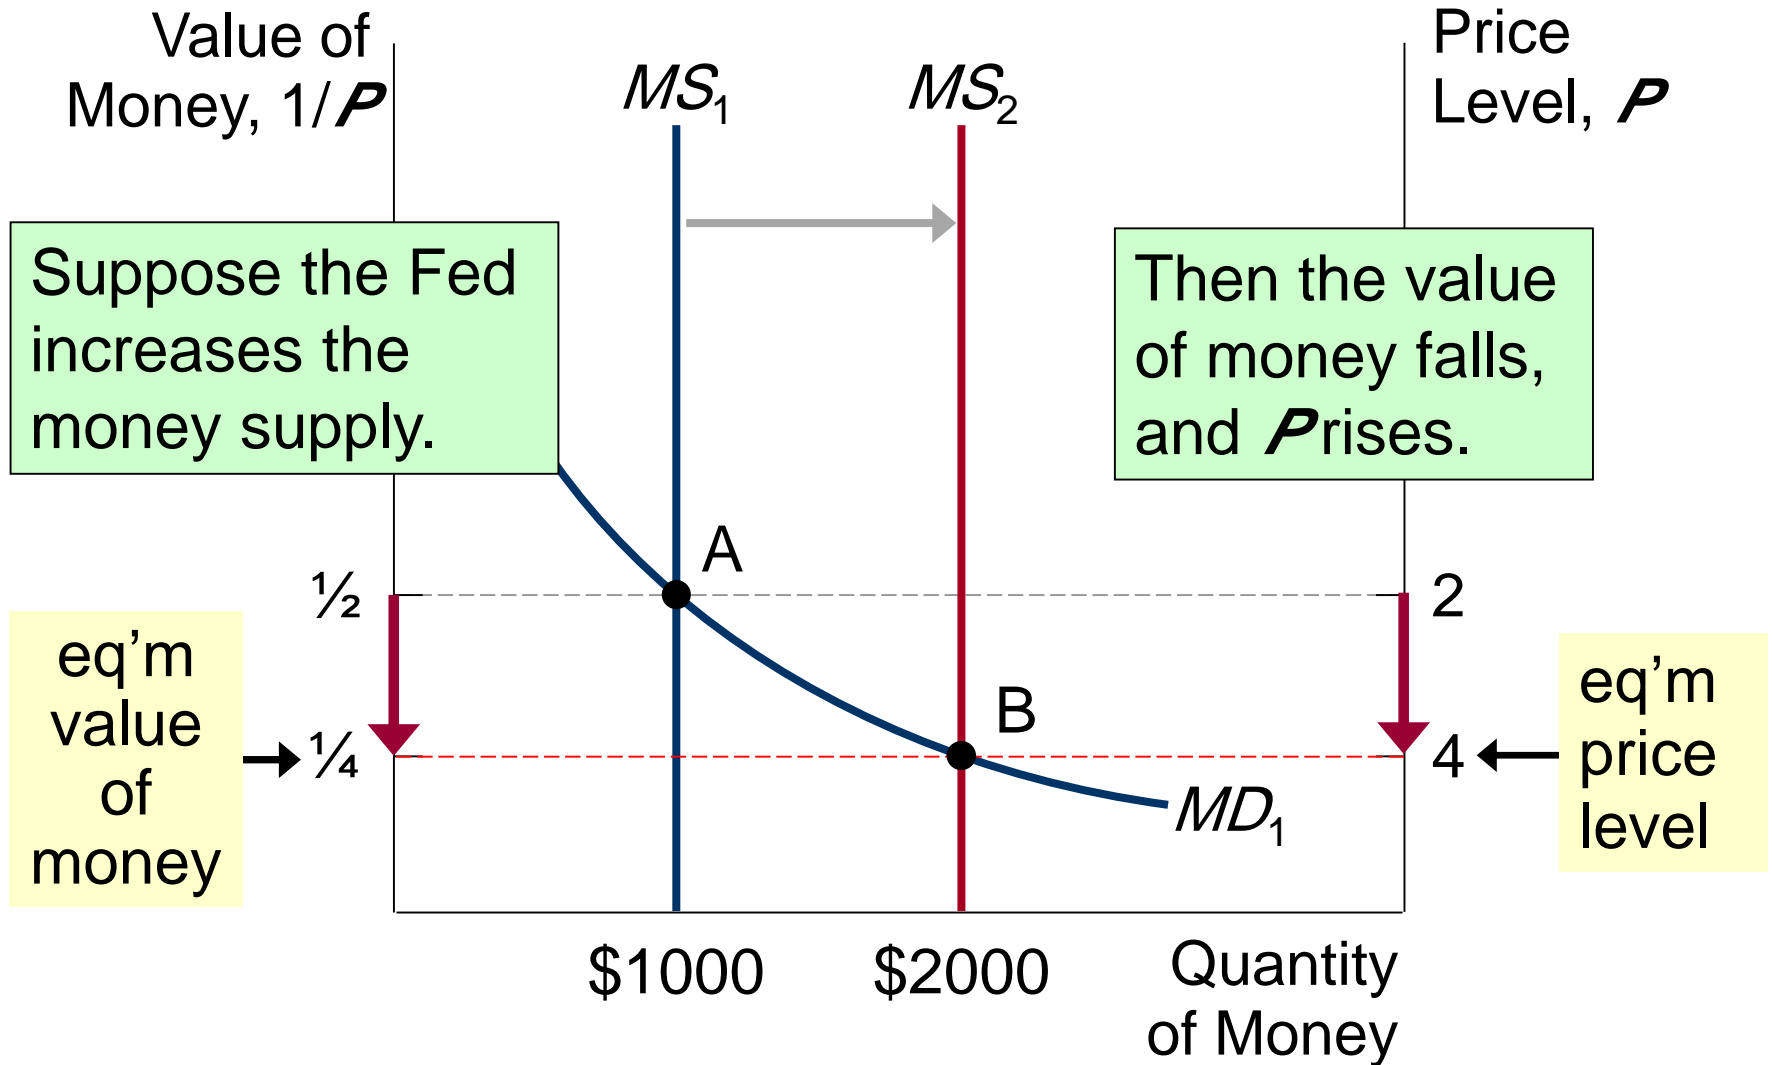 Value of
Money, 1/P
Price
Level, P
MS₁
MS₂
Suppose the Fed
increases the
money supply.
Then the value
of money falls,
and P rises.
A
½
2
eq’m
value
of
money
B
eq’m
price
level
¼
4
MD₁
$1000
$2000
Quantity
of Money